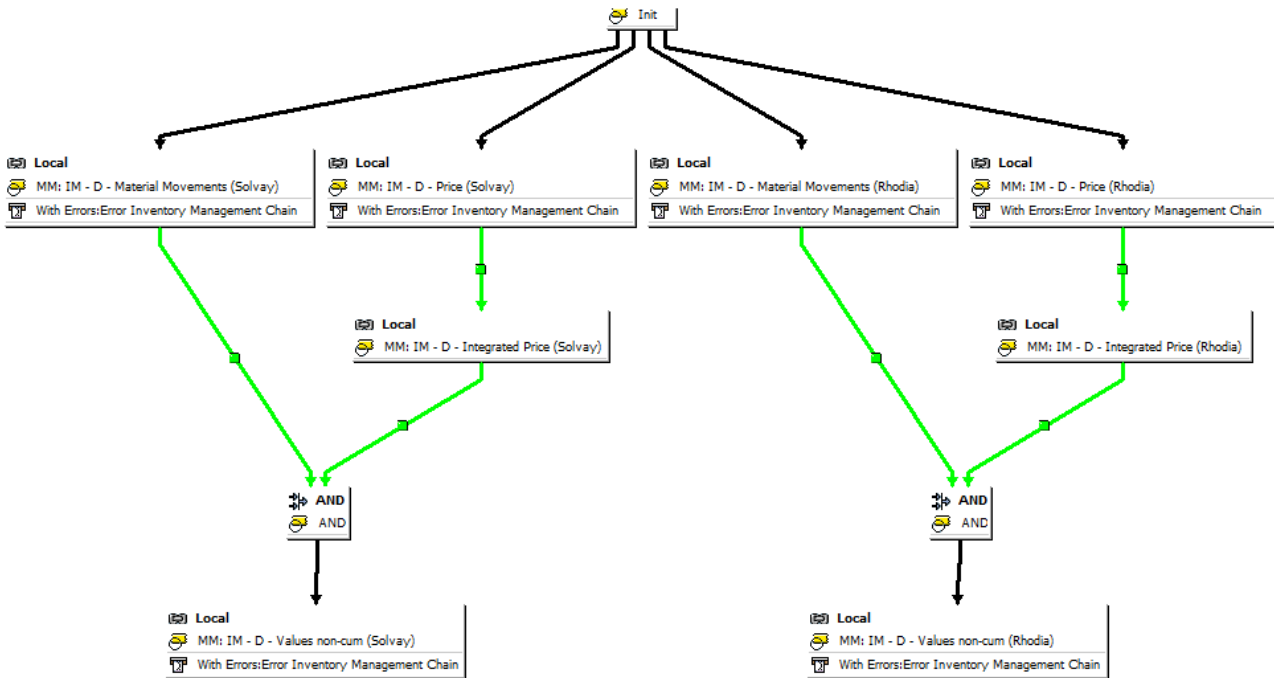 Init
Local
MM: IM - D - Material Movements (Solvay)
With Errors:Error Inventory Management Chain
Local
MM: IM - D - Price (Solvay)
With Errors:Error Inventory Management Chain
Local
MM: IM - D - Material Movements (Rhodia)
With Errors:Error Inventory Management Chain
Local
MM: IM - D - Price (Rhodia)
With Errors:Error Inventory Management Chain
Local
MM: IM - D - Integrated Price (Solvay)
Local
MM: IM - D - Integrated Price (Rhodia)
AND
AND
AND
AND
Local
MM: IM - D - Values non-cum (Solvay)
With Errors:Error Inventory Management Chain
Local
MM: IM - D - Values non-cum (Rhodia)
With Errors:Error Inventory Management Chain